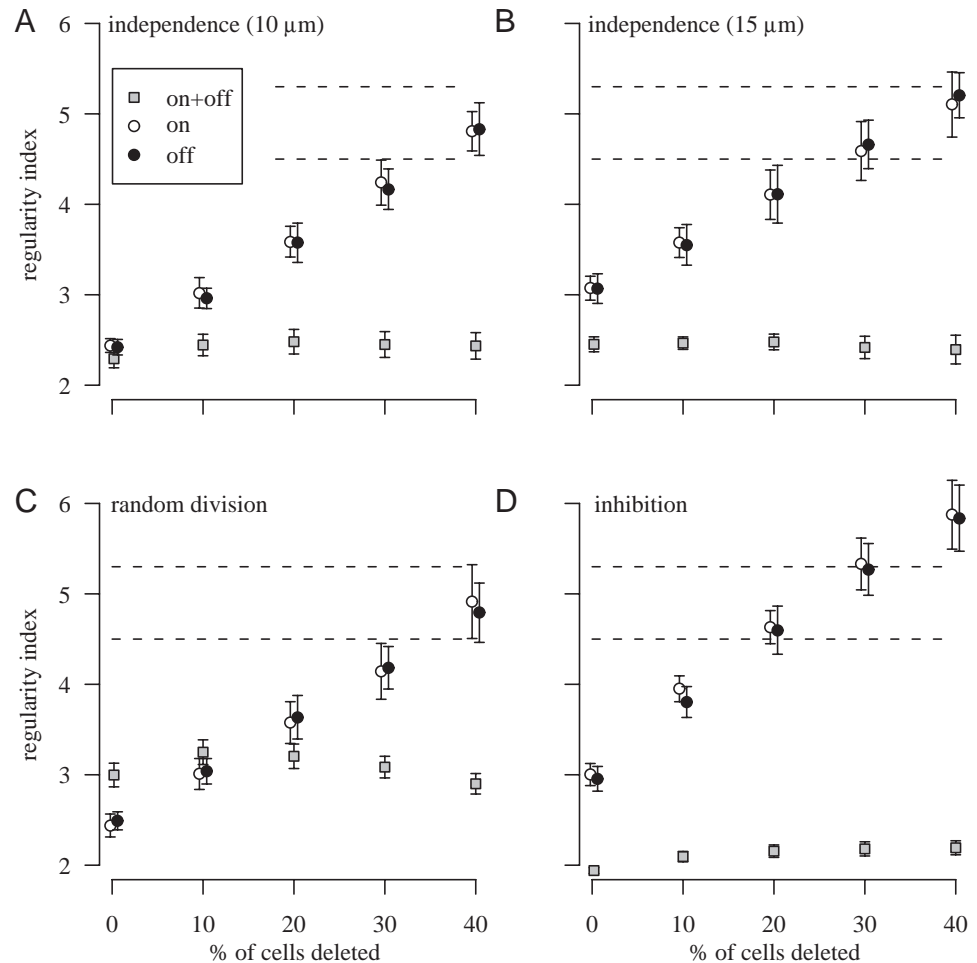 A independence (10 µm)
B independence (15 µm)
on+off
on
off
6
5
4
3
2
regularity index
C random division
D inhibition
6
5
4
3
2
regularity index
0 10 20 30 40
0 10 20 30 40
% of cells deleted
% of cells deleted